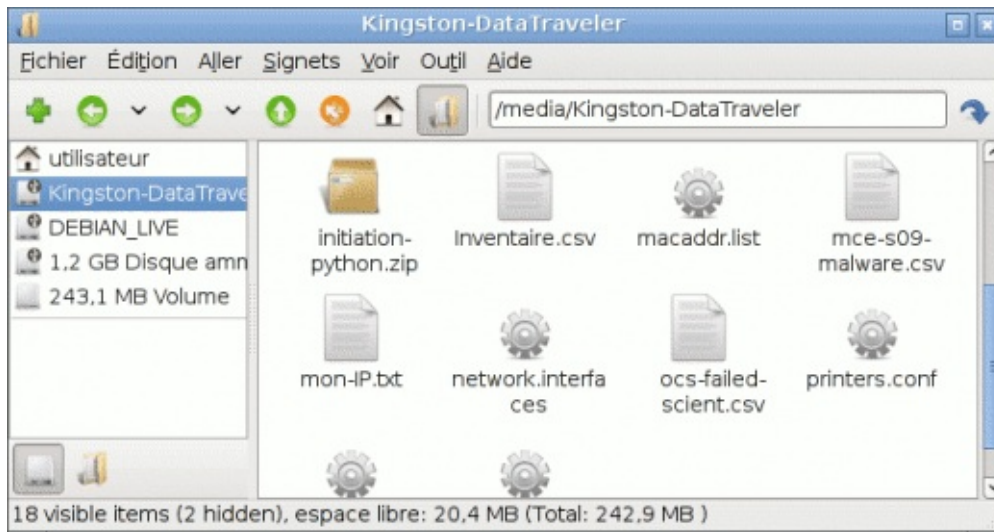 Kingston-DataTraveler
Fichier Édition Aller Signets Voir Outil Aide
/media/Kingston-DataTraveler
utilisateur
Kingston-DataTrave
DEBIAN_LIVE
1,2 GB Disque amn
243,1 MB Volume
initiation-
python.zip
Inventaire.csv
macaddr.list
mce-s09-
malware.csv
mon-IP.txt
network.interfa
ces
ocs-failed-
scient.csv
printers.conf
18 visible items (2 hidden), espace libre: 20,4 MB (Total: 242,9 MB )